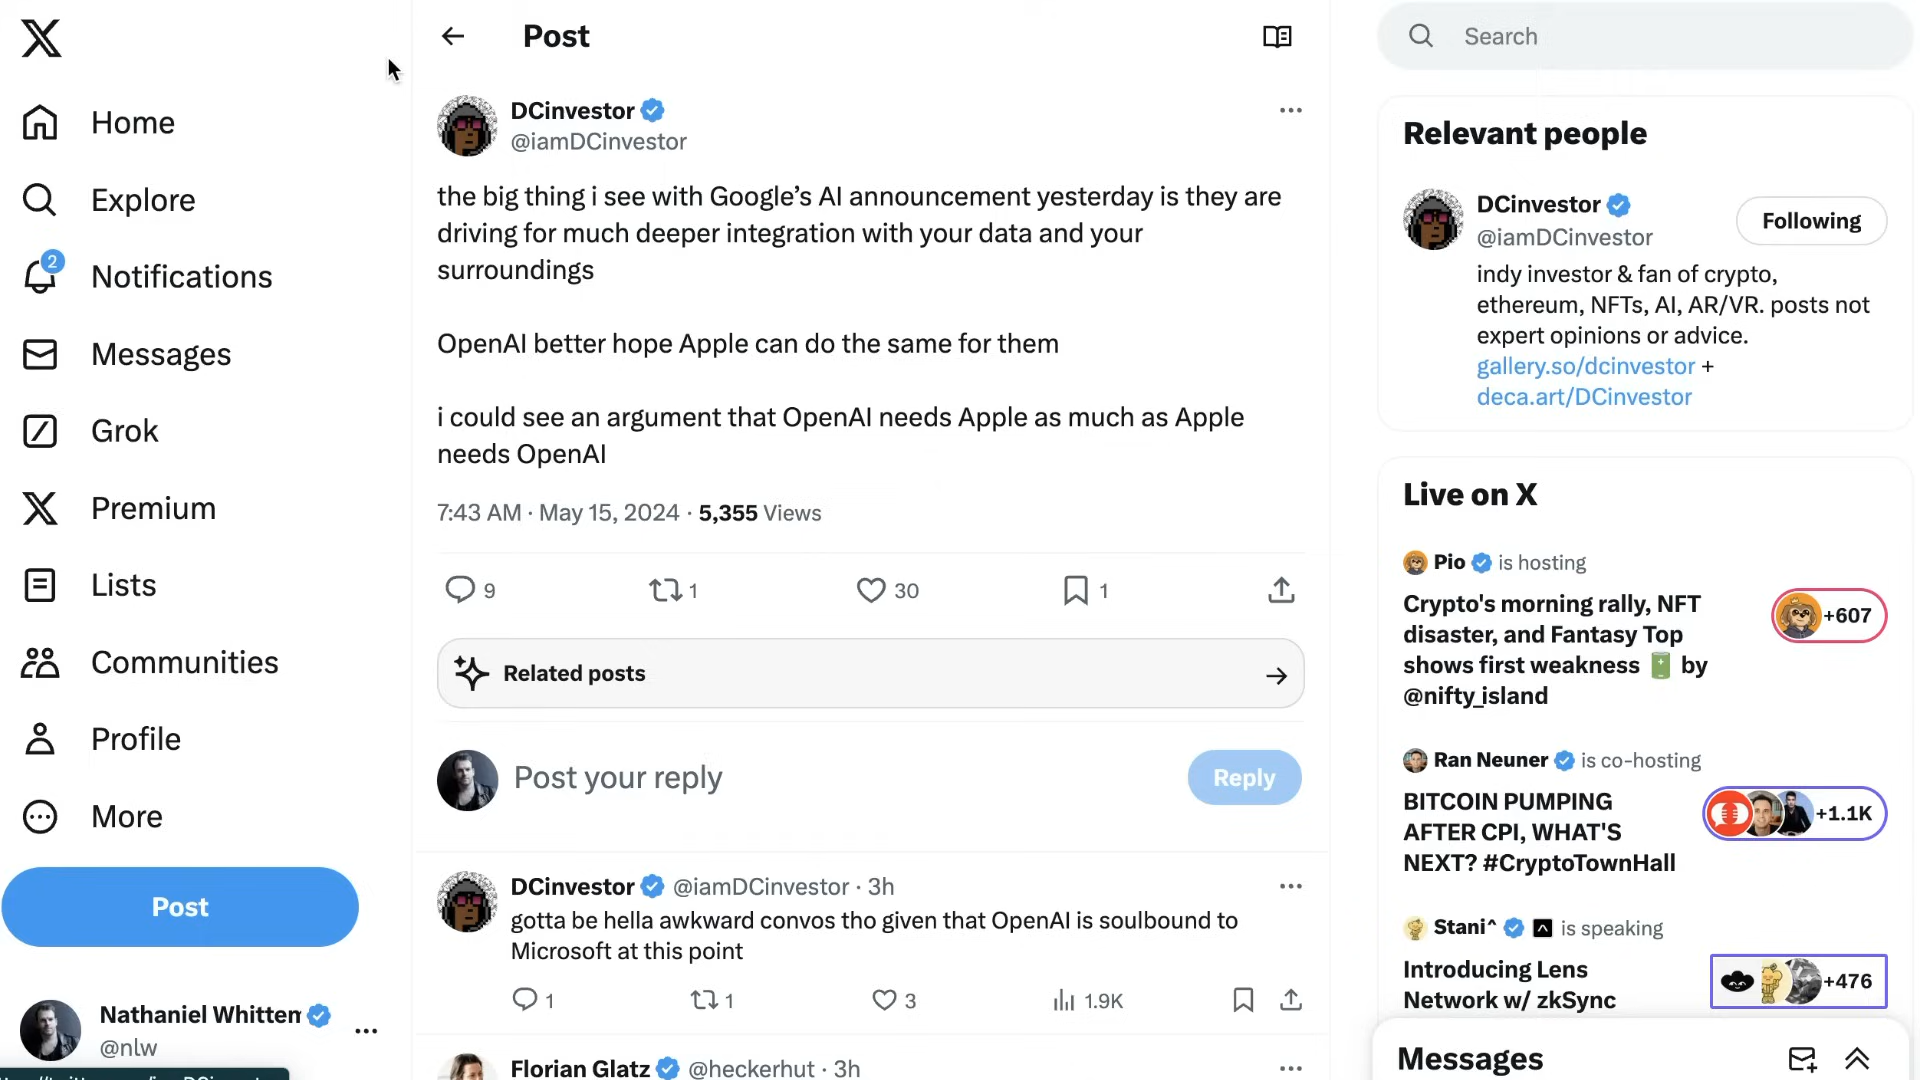 Home
Explore
2
Notifications
Messages
Grok
Premium
Lists
Communities
Profile
More
Post
Nathaniel Whitten
@nlw
Post
DCinvestor
@iamDCinvestor
the big thing i see with Google’s AI announcement yesterday is they are
driving for much deeper integration with your data and your
surroundings
OpenAI better hope Apple can do the same for them
i could see an argument that OpenAI needs Apple as much as Apple
needs OpenAI
7:43 AM · May 15, 2024 · 5,355 Views
9
1
30
1
Related posts
Post your reply
Reply
DCinvestor @iamDCinvestor · 3h
gotta be hella awkward convos tho given that OpenAI is soulbound to
Microsoft at this point
1
1
3
1.9K
Florian Glatz @heckerhut · 3h
Search
Relevant people
DCinvestor
@iamDCinvestor
Following
indy investor & fan of crypto,
ethereum, NFTs, AI, AR/VR. posts not
expert opinions or advice.
gallery.so/dcinvestor +
deca.art/DCinvestor
Live on X
Pio is hosting
Crypto's morning rally, NFT
disaster, and Fantasy Top
shows first weakness 🔋 by
@nifty_island
+607
Ran Neuner is co-hosting
BITCOIN PUMPING
AFTER CPI, WHAT'S
NEXT? #CryptoTownHall
+1.1K
Stani^ is speaking
Introducing Lens
Network w/ zkSync
+476
Messages